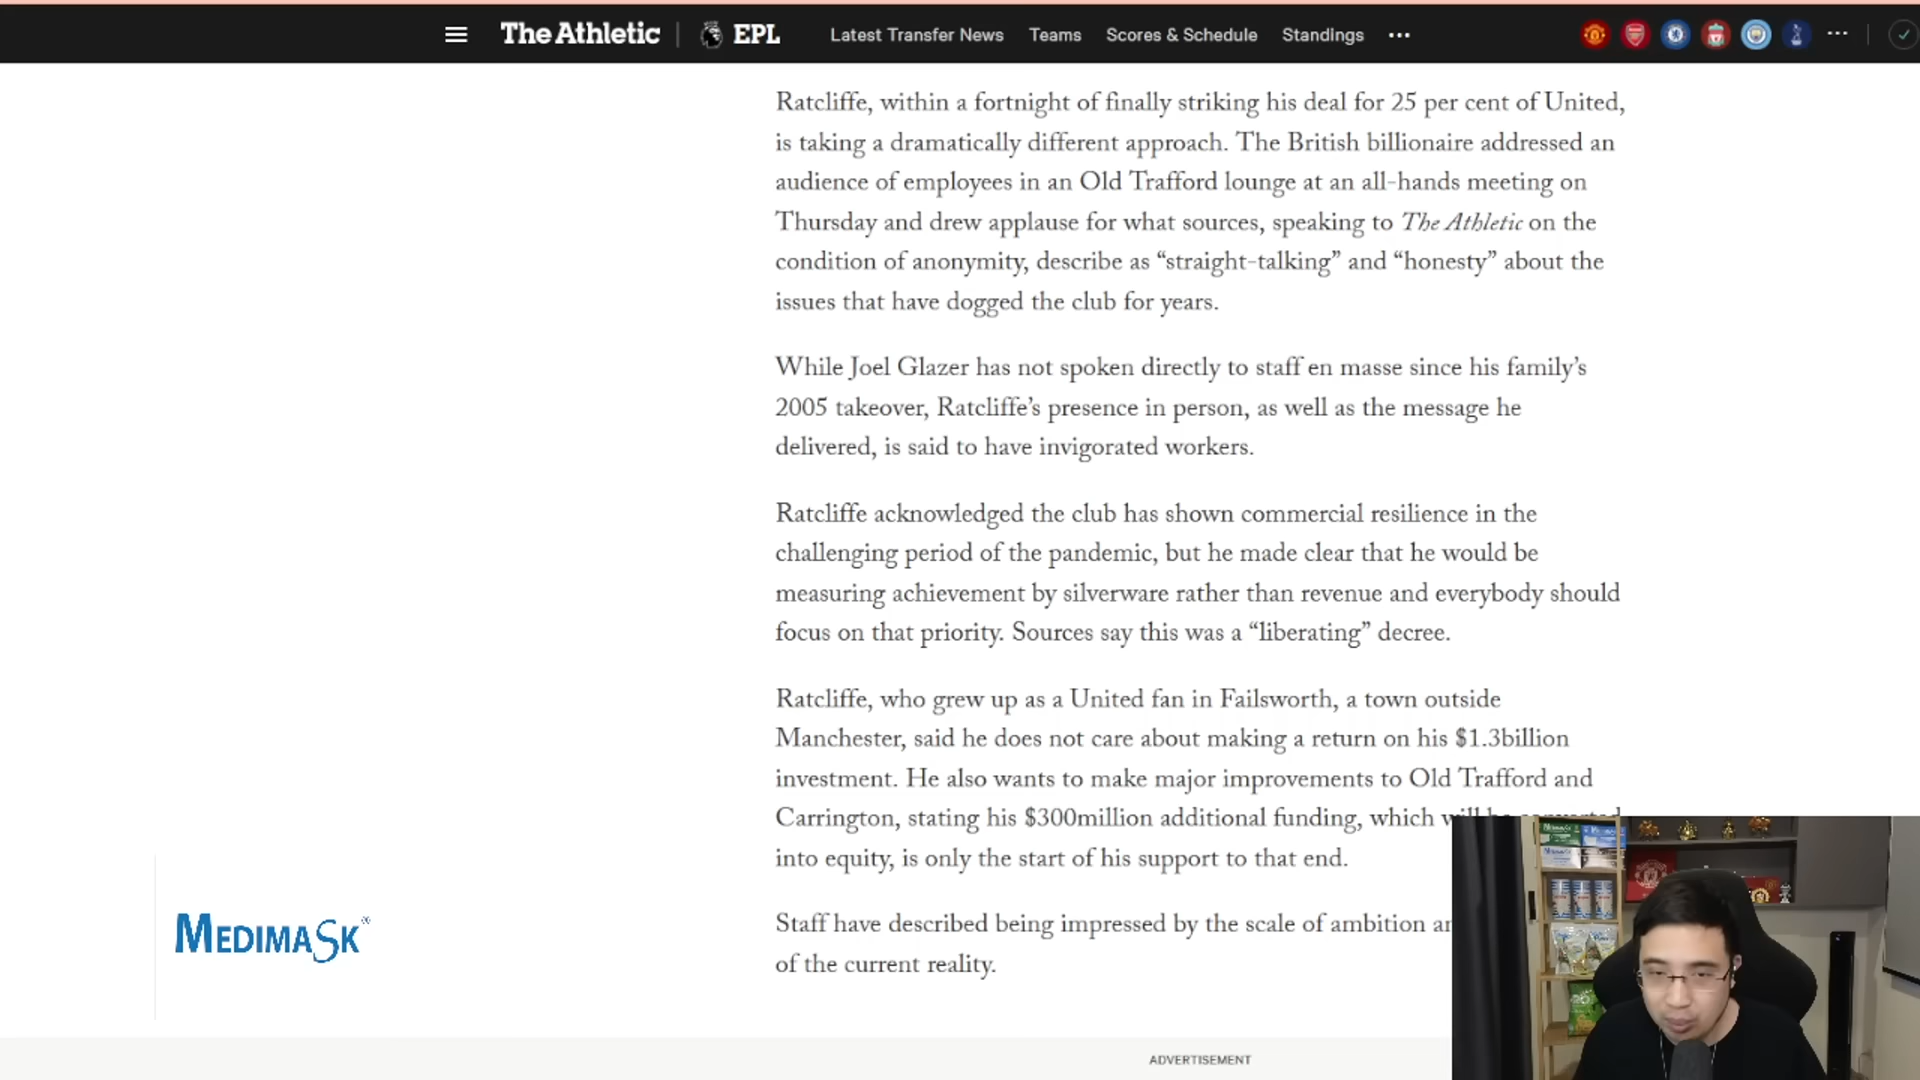 The Athletic EPL Latest Transfer News Teams Scores & Schedule Standings
Ratcliffe, within a fortnight of finally striking his deal for 25 per cent of United,
is taking a dramatically different approach. The British billionaire addressed an
audience of employees in an Old Trafford lounge at an all-hands meeting on
Thursday and drew applause for what sources, speaking to The Athletic on the
condition of anonymity, describe as “straight-talking” and “honesty” about the
issues that have dogged the club for years.
While Joel Glazer has not spoken directly to staff en masse since his family’s
2005 takeover, Ratcliffe’s presence in person, as well as the message he
delivered, is said to have invigorated workers.
Ratcliffe acknowledged the club has shown commercial resilience in the
challenging period of the pandemic, but he made clear that he would be
measuring achievement by silverware rather than revenue and everybody should
focus on that priority. Sources say this was a “liberating” decree.
Ratcliffe, who grew up as a United fan in Failsworth, a town outside
Manchester, said he does not care about making a return on his $1.3billion
investment. He also wants to make major improvements to Old Trafford and
Carrington, stating his $300million additional funding, which
into equity, is only the start of his support to that end.
Staff have described being impressed by the scale of ambition
of the current reality.
MEDIMASK
ADVERTISEMENT